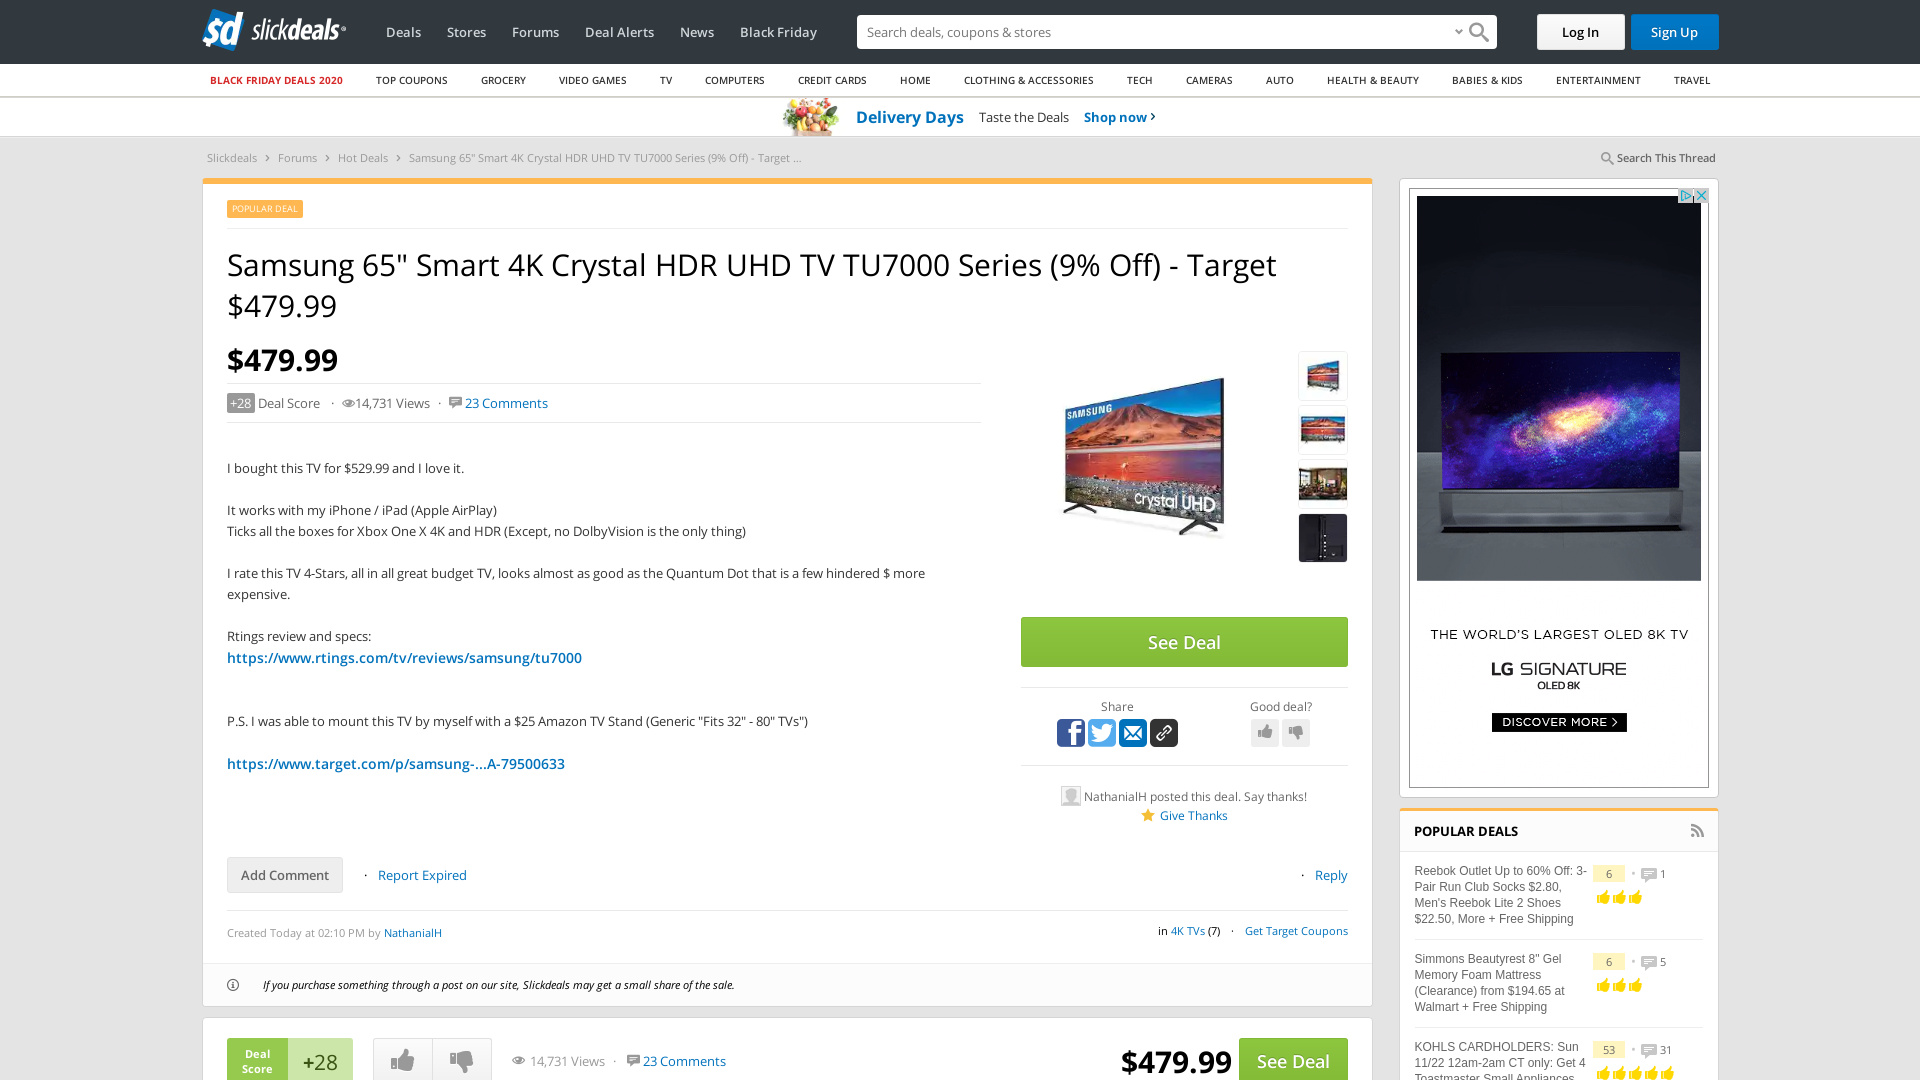 slickdeals
Deals
Stores
Forums
Deal Alerts
News
Black Friday
Search deals, coupons & stores
Log In
Sign Up
BLACK FRIDAY DEALS 2020
TOP COUPONS
GROCERY
VIDEO GAMES
TV
COMPUTERS
CREDIT CARDS
HOME
CLOTHING & ACCESSORIES
TECH
CAMERAS
AUTO
HEALTH & BEAUTY
BABIES & KIDS
ENTERTAINMENT
TRAVEL
Delivery Days Taste the Deals Shop now
Slickdeals > Forums > Hot Deals > Samsung 65" Smart 4K Crystal HDR UHD TV TU7000 Series (9% Off) - Target ...
Search This Thread
POPULAR DEAL
Samsung 65" Smart 4K Crystal HDR UHD TV TU7000 Series (9% Off) - Target
$479.99
$479.99
+28 Deal Score · 14,731 Views · 23 Comments
I bought this TV for $529.99 and I love it.
It works with my iPhone / iPad (Apple AirPlay)
Ticks all the boxes for Xbox One X 4K and HDR (Except, no DolbyVision is the only thing)
I rate this TV 4-Stars, all in all great budget TV, looks almost as good as the Quantum Dot that is a few hindered $ more
expensive.
Rtings review and specs:
https://www.rtings.com/tv/reviews/samsung/tu7000
P.S. I was able to mount this TV by myself with a $25 Amazon TV Stand (Generic "Fits 32" - 80" TVs")
https://www.target.com/p/samsung-...A-79500633
SAMSUNG
Crystal UHD
See Deal
Share
Good deal?
NathanialH posted this deal. Say thanks!
Give Thanks
Add Comment · Report Expired
· Reply
Created Today at 02:10 PM by NathanialH
in 4K TVs (7) · Get Target Coupons
If you purchase something through a post on our site, Slickdeals may get a small share of the sale.
Deal
Score
+28
14,731 Views · 23 Comments
$479.99
See Deal
THE WORLD'S LARGEST OLED 8K TV
LG SIGNATURE
OLED 8K
DISCOVER MORE >
POPULAR DEALS
Reebok Outlet Up to 60% Off: 3-
Pair Run Club Socks $2.80,
Men's Reebok Lite 2 Shoes
$22.50, More + Free Shipping
6 • 1
Simmons Beautyrest 8" Gel
Memory Foam Mattress
(Clearance) from $194.65 at
Walmart + Free Shipping
6 • 5
KOHLS CARDHOLDERS: Sun
11/22 12am-2am CT only: Get 4
Toastmaster Small Appliances
53 • 31